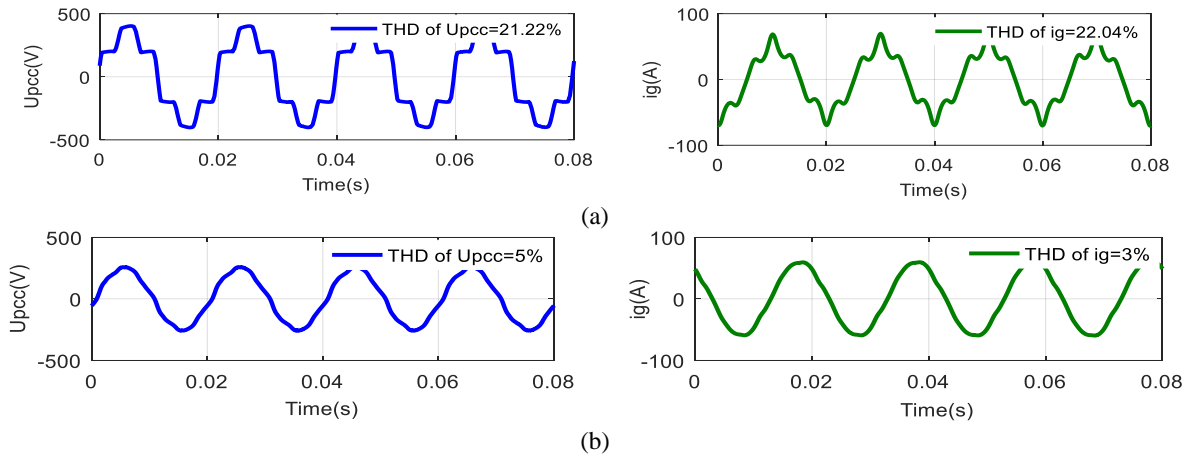 500
0
-500
Upcc(V)
THD of Upcc=21.22%
0
0.02
0.04
0.06
0.08
Time(s)
100
0
-100
ig(A)
THD of ig=22.04%
0
0.02
0.04
0.06
0.08
Time(s)
(a)
500
0
-500
Upcc(V)
THD of Upcc=5%
0
0.02
0.04
0.06
0.08
Time(s)
100
0
-100
ig(A)
THD of ig=3%
0
0.02
0.04
0.06
0.08
Time(s)
(b)